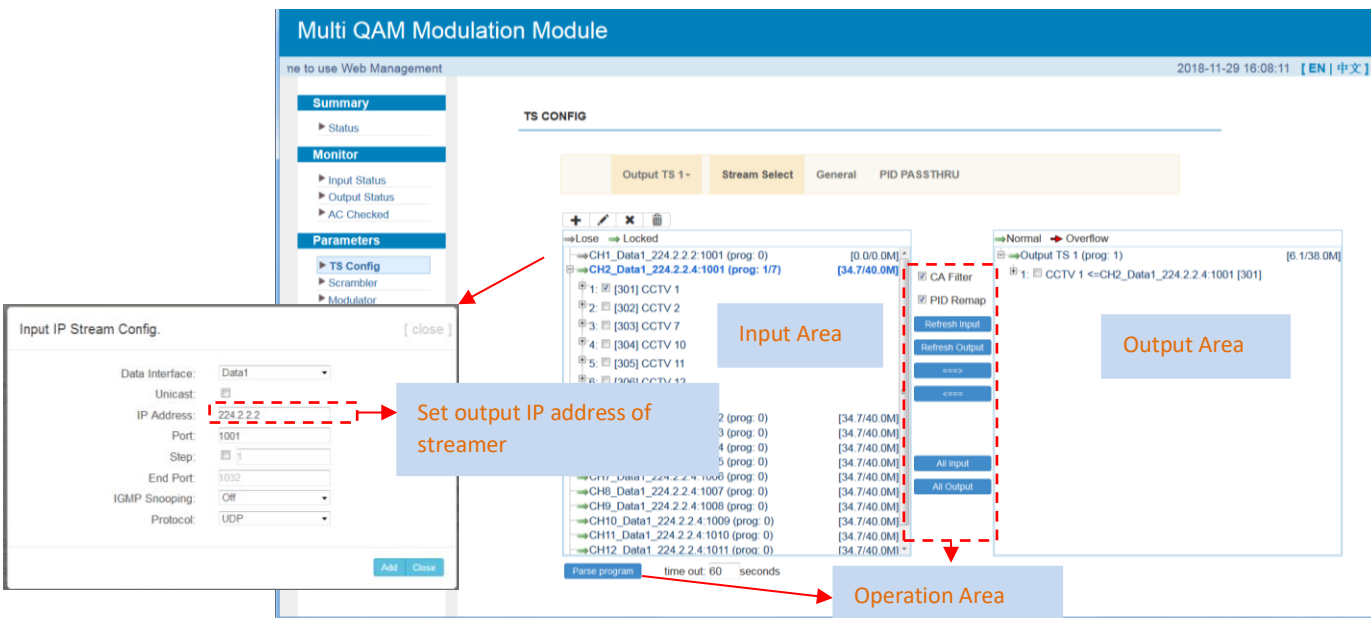 Multi QAM Modulation Module
ne to use Web Management
2018-11-29 16:08:11 [ EN | 中文 ]
Summary
Status
Monitor
Input Status
Output Status
AC Checked
Parameters
TS Config
Scrambler
Modulator
TS CONFIG
Output TS 1 Stream Select General PID PASSTHRU
Lose Locked
CH1_Data1_224.2.2.2:1001 (prog: 0) [0.0/0.0M]
CH2_Data1_224.2.2.4:1001 (prog: 1/7) [34.7/40.0M]
1: [301] CCTV 1
2: [302] CCTV 2
3: [303] CCTV 7
4: [304] CCTV 10
5: [305] CCTV 11
6: [306] CCTV 12
2 (prog: 0) [34.7/40.0M]
3 (prog: 0) [34.7/40.0M]
4 (prog: 0) [34.7/40.0M]
5 (prog: 0) [34.7/40.0M]
CH7_Data1_224.2.2.4:1006 (prog: 0) [34.7/40.0M]
CH8_Data1_224.2.2.4:1007 (prog: 0) [34.7/40.0M]
CH9_Data1_224.2.2.4:1008 (prog: 0) [34.7/40.0M]
CH10_Data1_224.2.2.4:1009 (prog: 0) [34.7/40.0M]
CH11_Data1_224.2.2.4:1010 (prog: 0) [34.7/40.0M]
CH12_Data1_224.2.2.4:1011 (prog: 0) [34.7/40.0M]
Input Area
CA Filter
PID Remap
Refresh Input
Refresh Output
===>
<===
All Input
All Output
Normal Overflow
Output TS 1 (prog: 1) [6.1/38.0M]
1: CCTV 1 <=CH2_Data1_224.2.2.4:1001 [301]
Output Area
Parse program time out: 60 seconds
Operation Area
Input IP Stream Config. [ close ]
Data Interface: Data1
Unicast:
IP Address: 224.2.2.2
Port: 1001
Step: 1
End Port: 1032
IGMP Snooping: Off
Protocol: UDP
Add Close
Set output IP address of
streamer